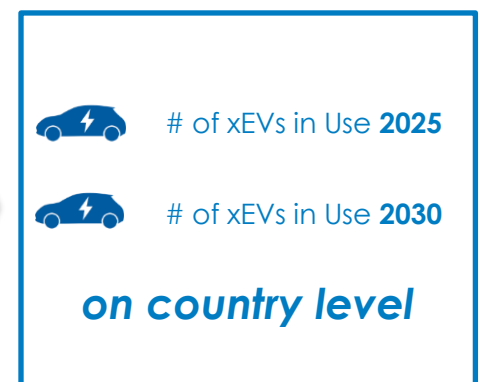 # of xEVs in Use 2025
# of xEVs in Use 2030
on country level